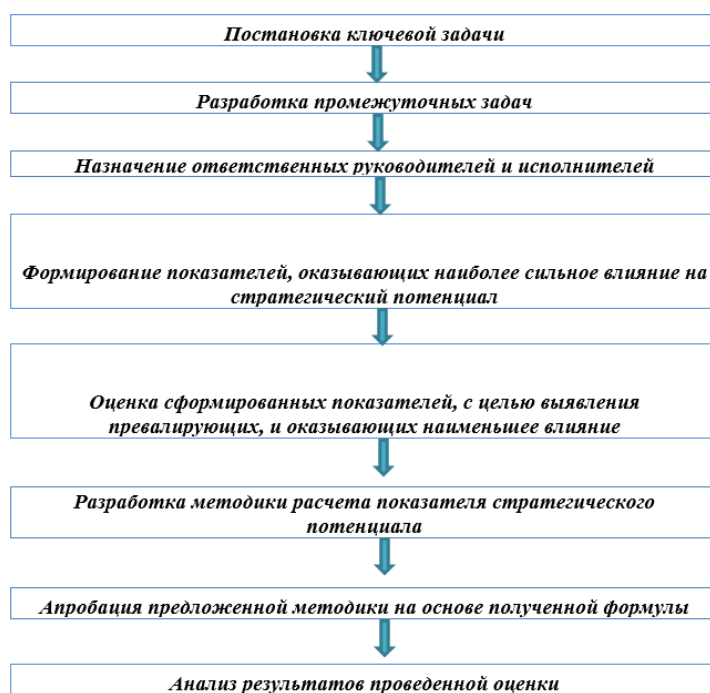 Постановка ключевой задачи
Разработка промежуточных задач
Назначение ответственных руководителей и исполнителей
Формирование показателей, оказывающих наиболее сильное влияние на
стратегический потенциал
Оценка сформированных показателей, с целью выявления
превалирующих, и оказывающих наименьшее влияние
Разработка методики расчета показателя стратегического
потенциала
Апробация предложенной методики на основе полученной формулы
Анализ результатов проведенной оценки